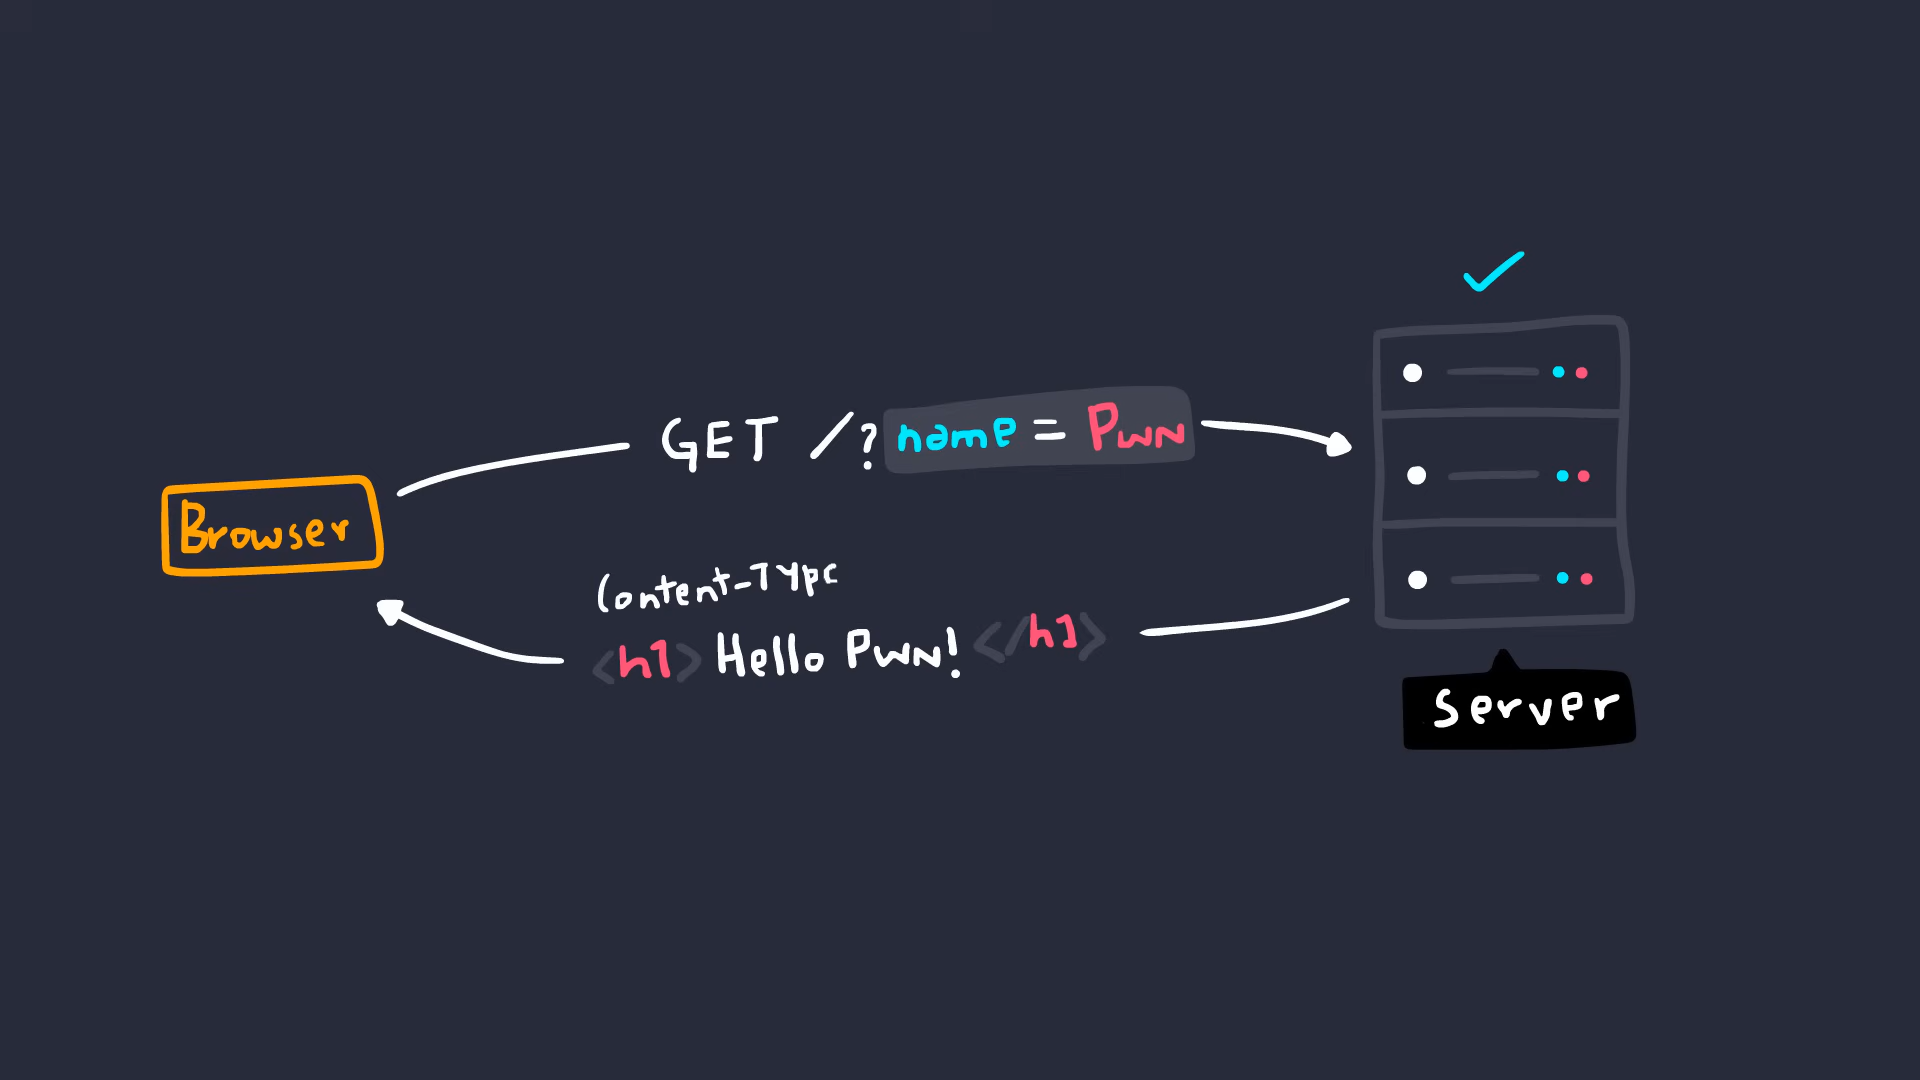 GET /? name = Pwn
Browser
Content-Type
<h1> Hello Pwn! </h1>
Server